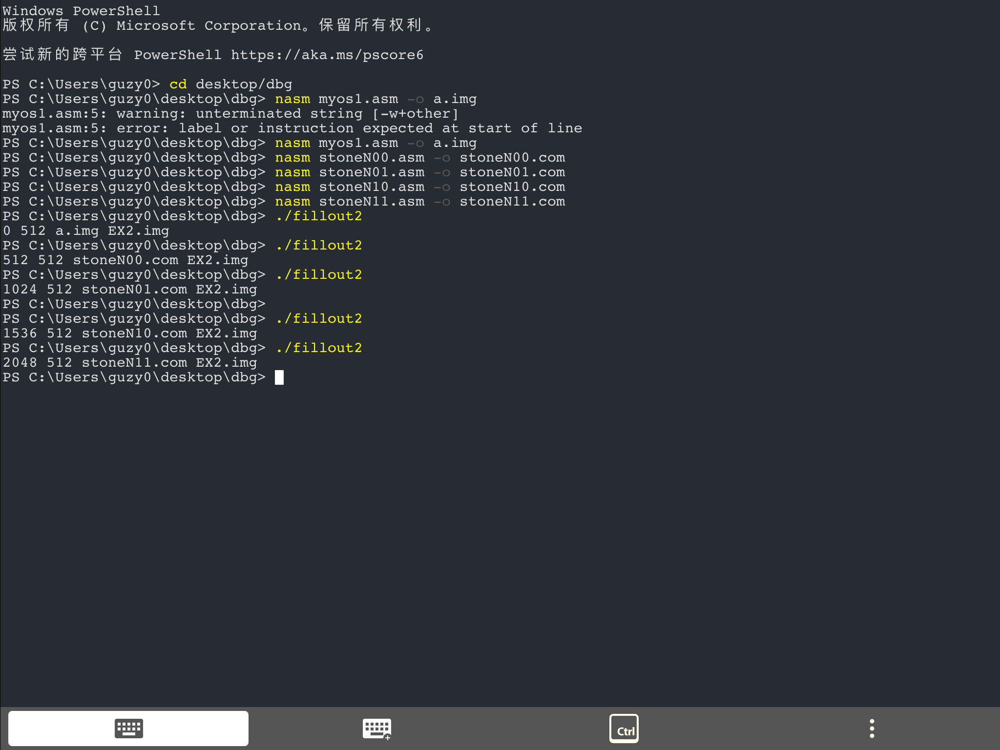 Windows PowerShell
版权所有 (C) Microsoft Corporation。保留所有权利。
尝试新的跨平台 PowerShell https://aka.ms/pscore6
PS C:\Users\guzy0> cd desktop/dbg
PS C:\Users\guzy0\desktop\dbg> nasm myos1.asm -o a.img
myos1.asm:5: warning: unterminated string [-w+other]
myos1.asm:5: error: label or instruction expected at start of line
PS C:\Users\guzy0\desktop\dbg> nasm myos1.asm -o a.img
PS C:\Users\guzy0\desktop\dbg> nasm stoneN00.asm -o stoneN00.com
PS C:\Users\guzy0\desktop\dbg> nasm stoneN01.asm -o stoneN01.com
PS C:\Users\guzy0\desktop\dbg> nasm stoneN10.asm -o stoneN10.com
PS C:\Users\guzy0\desktop\dbg> nasm stoneN11.asm -o stoneN11.com
PS C:\Users\guzy0\desktop\dbg> ./fillout2
0 512 a.img EX2.img
PS C:\Users\guzy0\desktop\dbg> ./fillout2
512 512 stoneN00.com EX2.img
PS C:\Users\guzy0\desktop\dbg> ./fillout2
1024 512 stoneN01.com EX2.img
PS C:\Users\guzy0\desktop\dbg>
PS C:\Users\guzy0\desktop\dbg> ./fillout2
1536 512 stoneN10.com EX2.img
PS C:\Users\guzy0\desktop\dbg> ./fillout2
2048 512 stoneN11.com EX2.img
PS C:\Users\guzy0\desktop\dbg>
Ctrl